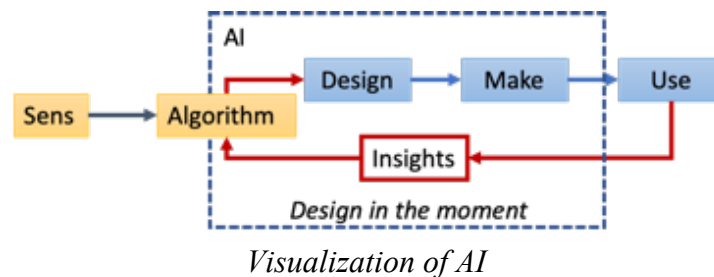 AI
Design Make Use
Sens Algorithm
Insights
Design in the moment
Visualization of AI